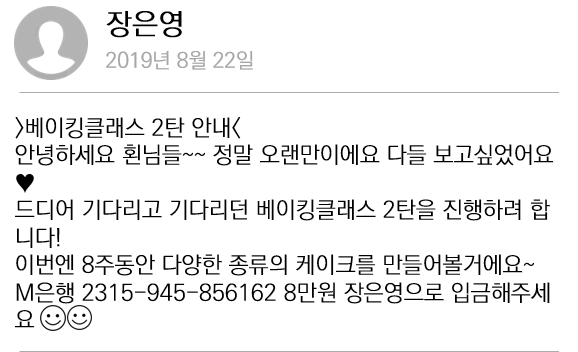 장은영
2019년 8월 22일
>베이킹클래스 2탄 안내<
안녕하세요 횐님들~~ 정말 오랜만이에요 다들 보고싶었어요
♥
드디어 기다리고 기다리던 베이킹클래스 2탄을 진행하려 합
니다!
이번엔 8주동안 다양한 종류의 케이크를 만들어볼거에요~
M은행 2315-945-856162 8만원 장은영으로 입금해주세
요☺☺